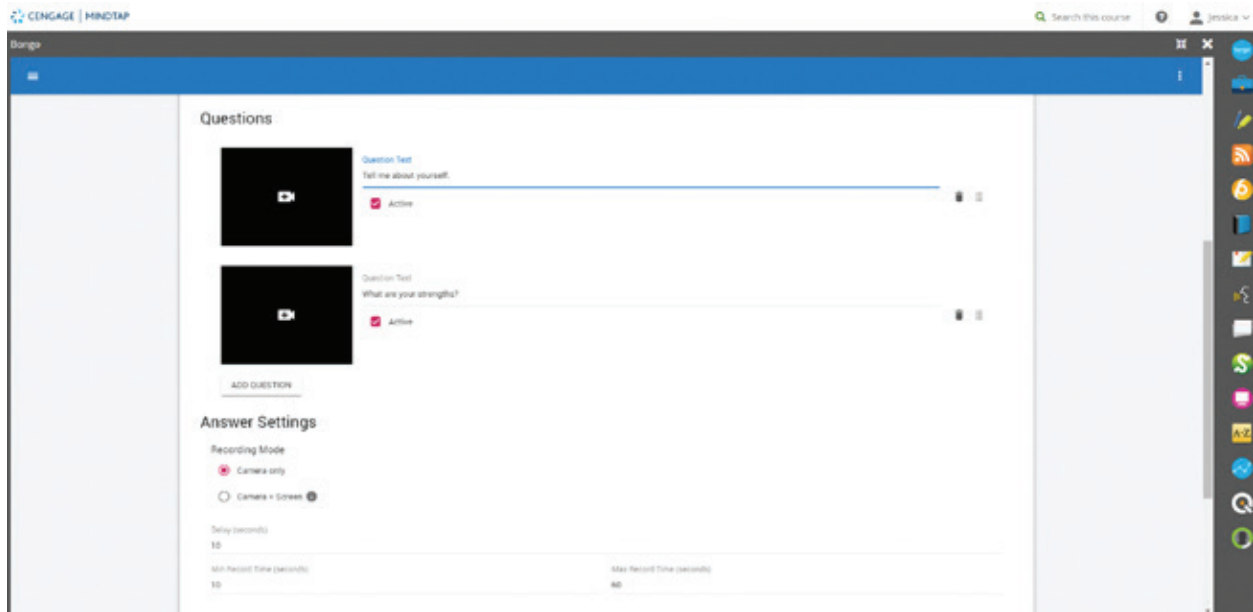 CENGAGE | MINDTAP
Search this course
Jessica
Bongo
Questions
Question Text
Tell me about yourself.
Active
Question Text
What are your strengths?
Active
ADD QUESTION
Answer Settings
Recording Mode
Camera only
Camera + Screen
Delay (seconds)
10
Min Record Time (seconds)
Max Record Time (seconds)
10
60
A-Z